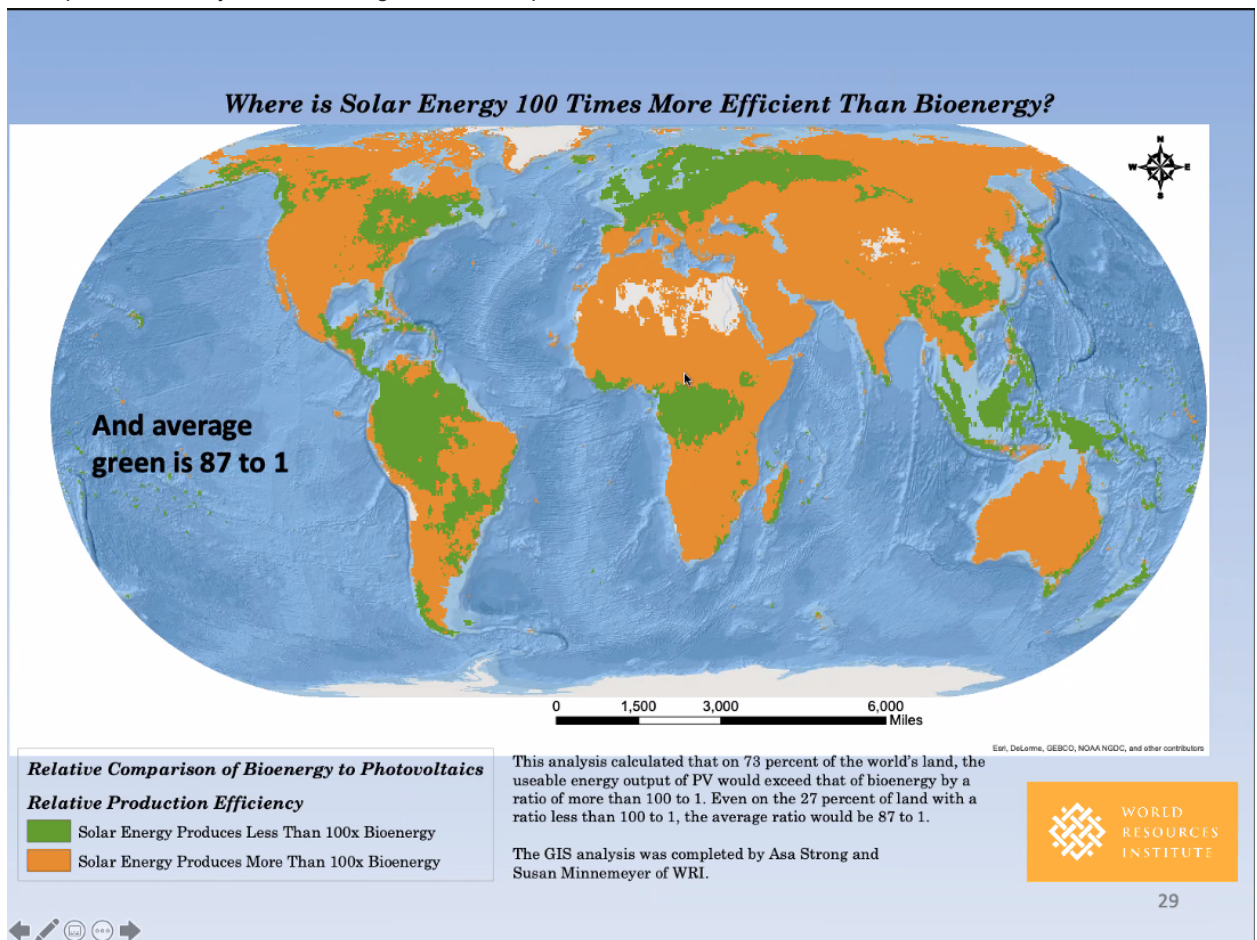 Where is Solar Energy 100 Times More Efficient Than Bioenergy?
N
W
E
S
And average
green is 87 to 1
0
1,500
3,000
6,000
Miles
Esri, DeLorme, GEBCO, NOAA NGDC, and other contributors
Relative Comparison of Bioenergy to Photovoltaics
Relative Production Efficiency
Solar Energy Produces Less Than 100x Bioenergy
Solar Energy Produces More Than 100x Bioenergy
This analysis calculated that on 73 percent of the world's land, the
useable energy output of PV would exceed that of bioenergy by a
ratio of more than 100 to 1. Even on the 27 percent of land with a
ratio less than 100 to 1, the average ratio would be 87 to 1.
The GIS analysis was completed by Asa Strong and
Susan Minnemeyer of WRI.
WORLD
RESOURCES
INSTITUTE
29